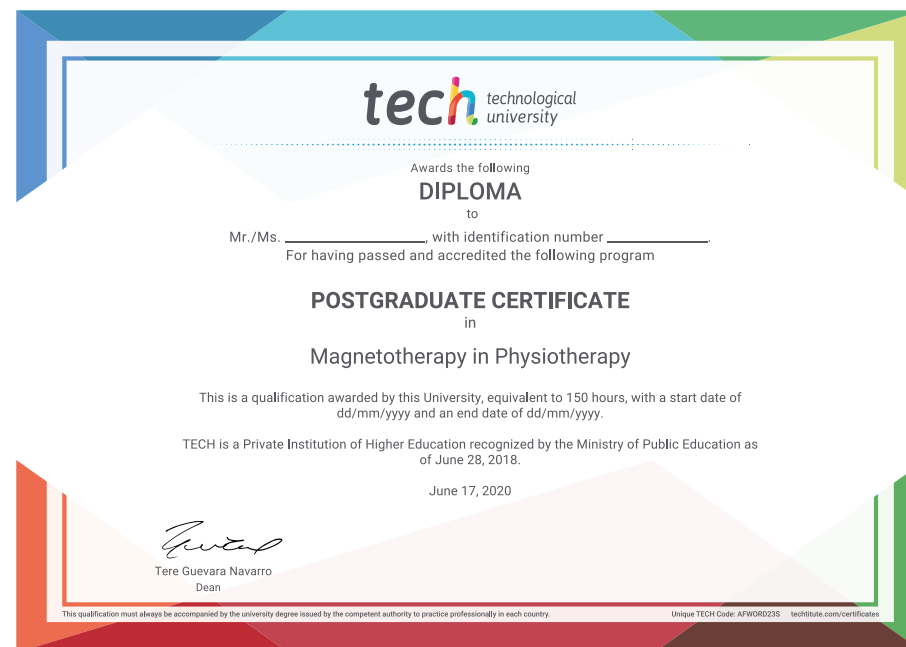 tech technological
university
Awards the following
DIPLOMA
to
Mr./Ms. ____________________, with identification number ______________.
For having passed and accredited the following program
POSTGRADUATE CERTIFICATE
in
Magnetotherapy in Physiotherapy
This is a qualification awarded by this University, equivalent to 150 hours, with a start date of
dd/mm/yyyy and an end date of dd/mm/yyyy.
TECH is a Private Institution of Higher Education recognized by the Ministry of Public Education as
of June 28, 2018.
June 17, 2020
Tere Guevara Navarro
Dean
This qualification must always be accompanied by the university degree issued by the competent authority to practice professionally in each country. Unique TECH Code: AFWORD23S techtitute.com/certificates